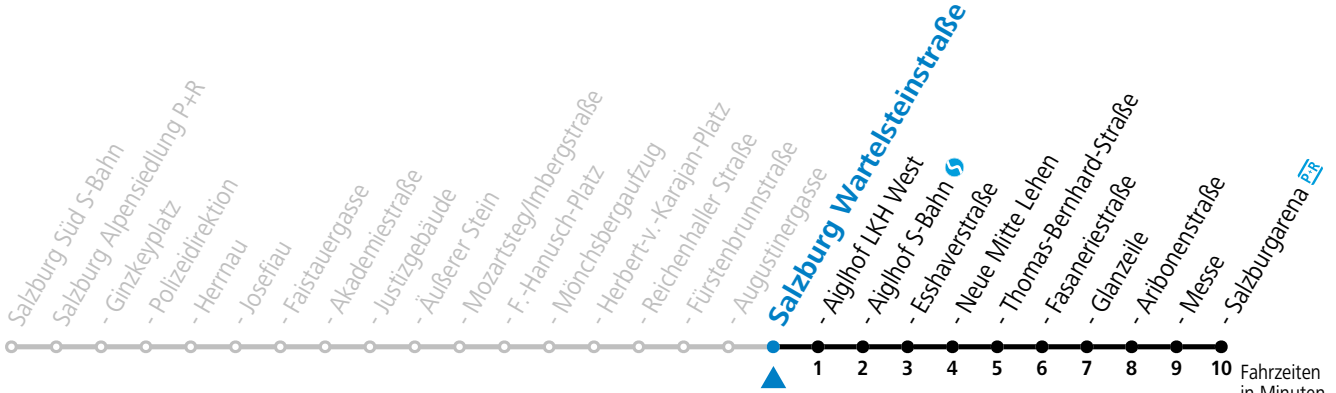 Salzburg Süd S-Bahn
Salzburg Alpensiedlung P+R
- Ginzkeyplatz
- Polizeidirektion
- Herrnau
- Josefiau
- Faistauergasse
- Akademiestraße
- Justizgebäude
- Äußerer Stein
- Mozartsteg/Imbergstraße
- F.-Hanusch-Platz
- Mönchsbergaufzug
- Herbert-v.-Karajan-Platz
- Reichenhaller Straße
- Fürstenbrunnstraße
- Augustinergasse
Salzburg Wartelsteinstraße
- Aiglhof LKH West
- Aiglhof S-Bahn
- Esshaverstraße
- Neue Mitte Lehen
- Thomas-Bernhard-Straße
- Fasaneriestraße
- Glanzeile
- Aribonenstraße
- Messe
- Salzburgarena P+R
1 2 3 4 5 6 7 8 9 10 Fahrzeiten
in Minuten